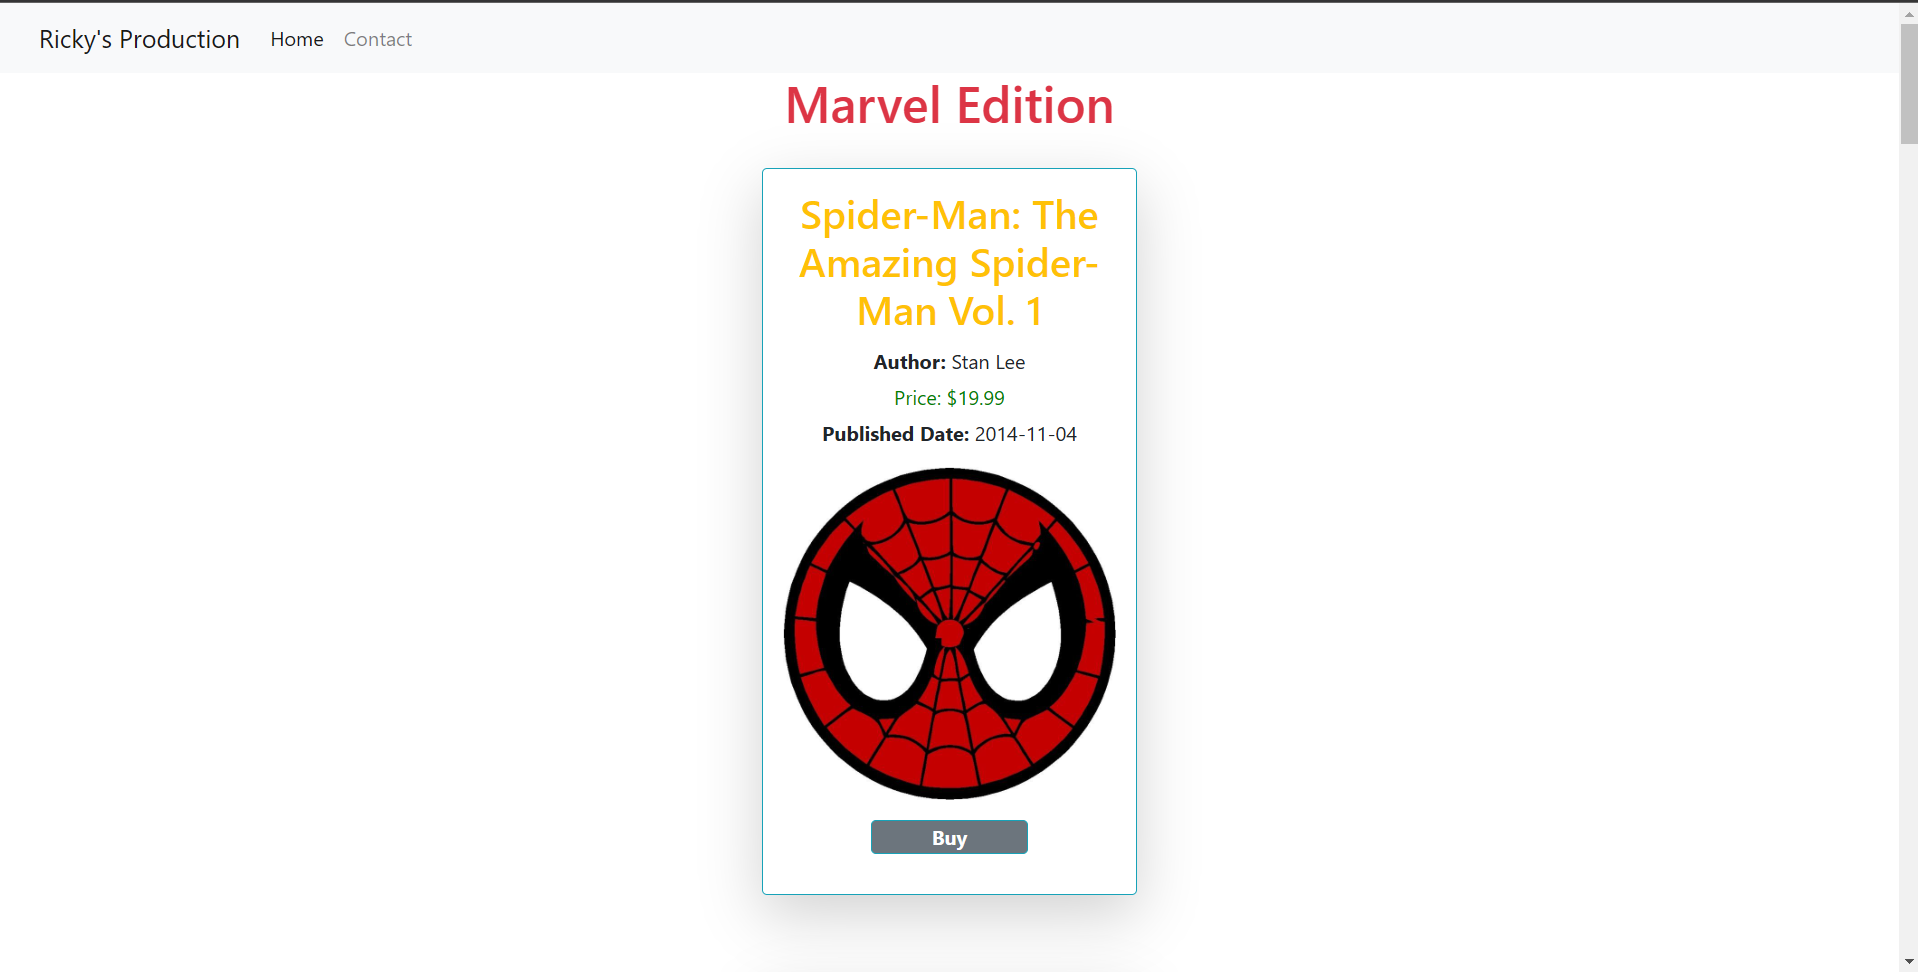 Ricky's Production Home Contact
Marvel Edition
Spider-Man: The
Amazing Spider-
Man Vol. 1
Author: Stan Lee
Price: $19.99
Published Date: 2014-11-04
Buy